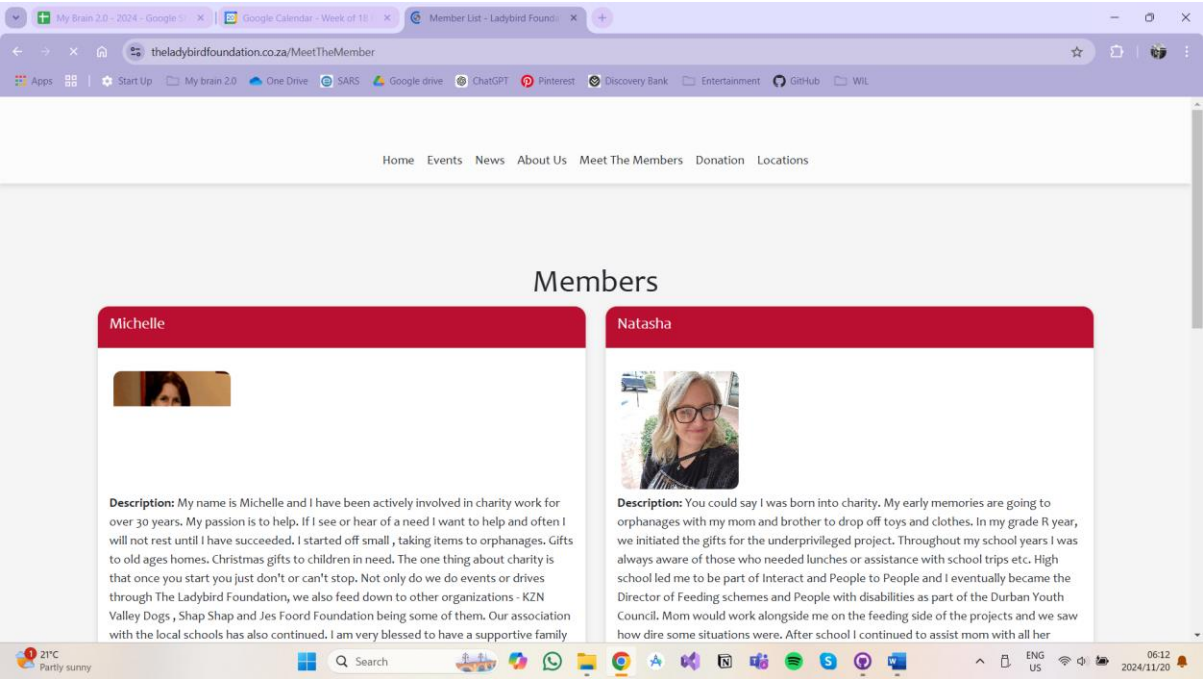 My Brain 2.0 - 2024 - Google S
Google Calendar - Week of 18
Member List - Ladybird Founda
theladybirdfoundation.co.za/MeetTheMember
Apps
Start Up
My brain 2.0
One Drive
SARS
Google drive
ChatGPT
Pinterest
Discovery Bank
Entertainment
GitHub
WIL
Home Events News About Us Meet The Members Donation Locations
Members
Michelle
Description: My name is Michelle and I have been actively involved in charity work for
over 30 years. My passion is to help. If I see or hear of a need I want to help and often I
will not rest until I have succeeded. I started off small , taking items to orphanages. Gifts
to old ages homes. Christmas gifts to children in need. The one thing about charity is
that once you start you just don't or can't stop. Not only do we do events or drives
through The Ladybird Foundation, we also feed down to other organizations - KZN
Valley Dogs , Shap Shap and Jes Foord Foundation being some of them. Our association
with the local schools has also continued. I am very blessed to have a supportive family
Natasha
Description: You could say I was born into charity. My early memories are going to
orphanages with my mom and brother to drop off toys and clothes. In my grade R year,
we initiated the gifts for the underprivileged project. Throughout my school years I was
always aware of those who needed lunches or assistance with school trips etc. High
school led me to be part of Interact and People to People and I eventually became the
Director of Feeding schemes and People with disabilities as part of the Durban Youth
Council. Mom would work alongside me on the feeding side of the projects and we saw
how dire some situations were. After school I continued to assist mom with all her
1
21°C
Partly sunny
Search
ENG
US
06:12
2024/11/20